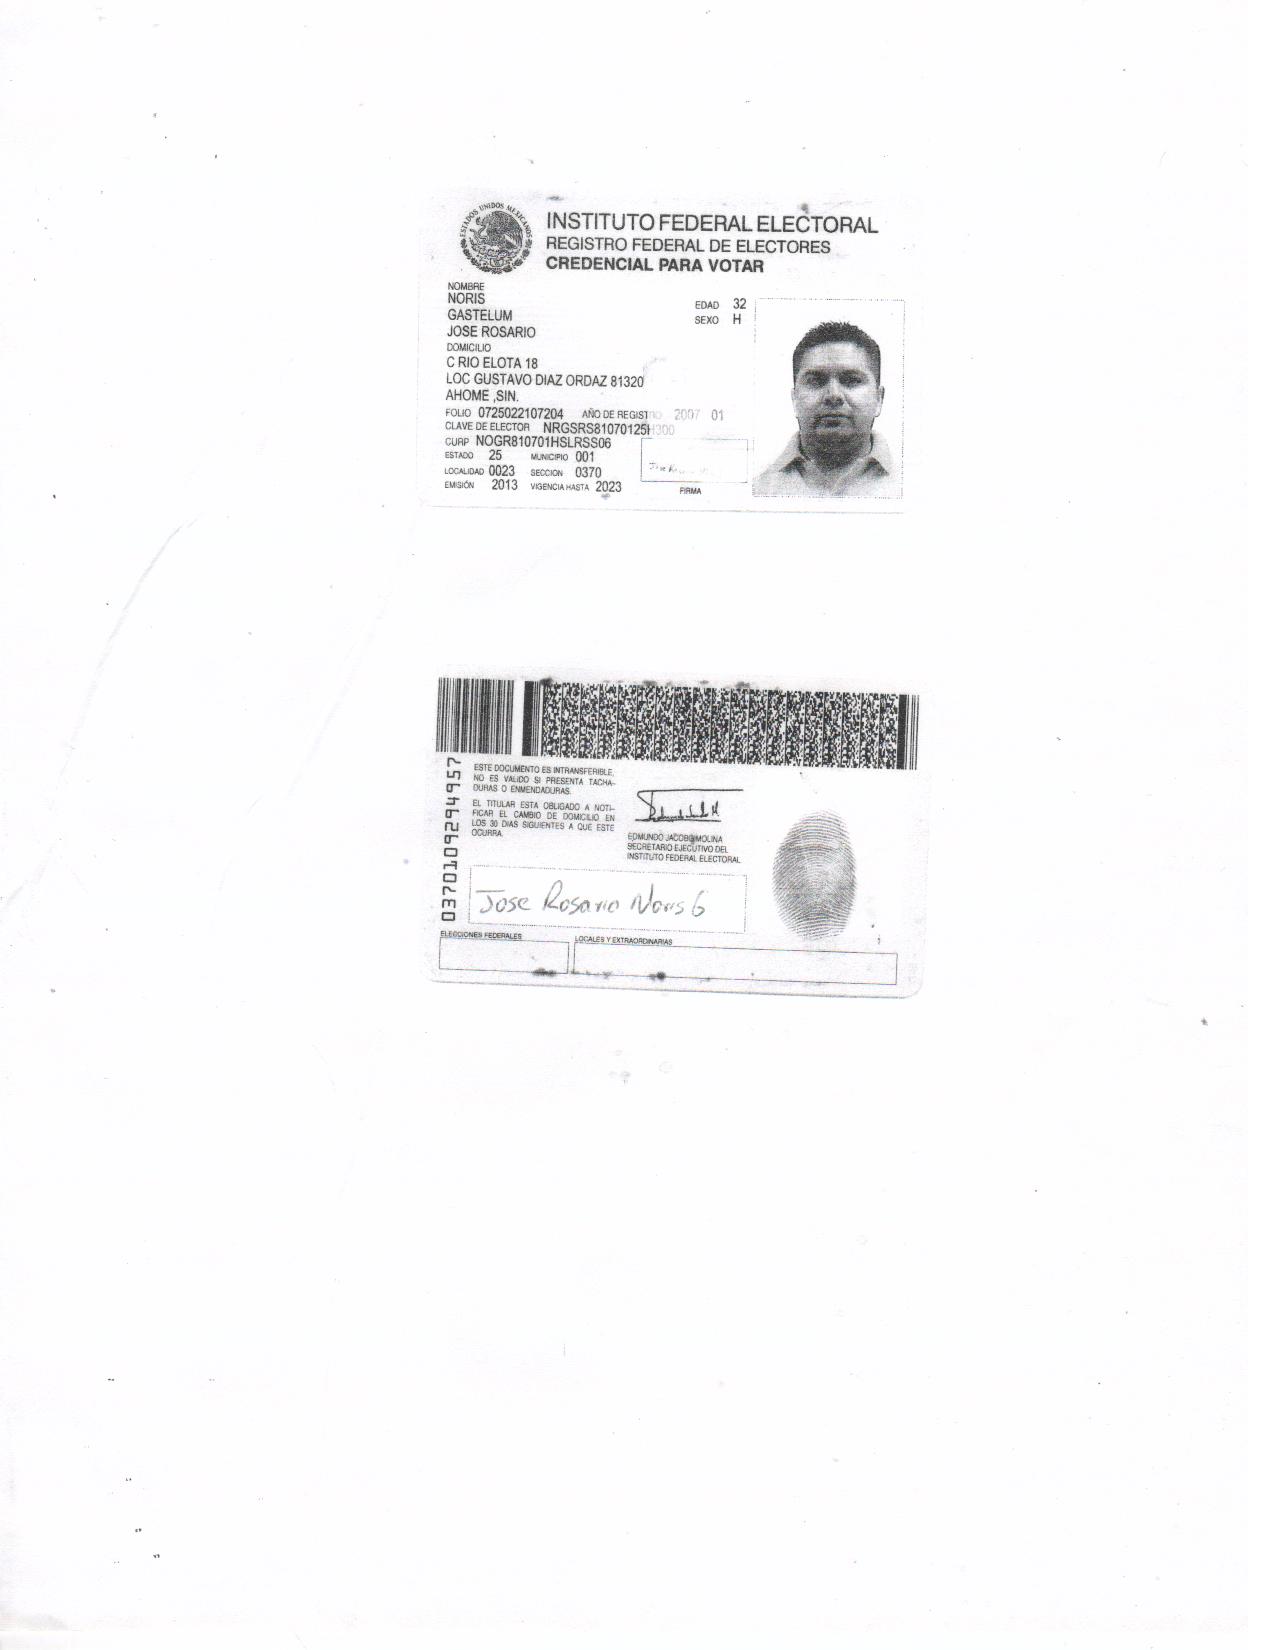 ESTADOS UNIDOS MEXICANOS
INSTITUTO FEDERAL ELECTORAL
REGISTRO FEDERAL DE ELECTORES
CREDENCIAL PARA VOTAR
NOMBRE
NORIS
GASTELUM
JOSE ROSARIO
EDAD 32
SEXO H
DOMICILIO
C RIO ELOTA 18
LOC GUSTAVO DIAZ ORDAZ 81320
AHOME ,SIN.
FOLIO 0725022107204 AÑO DE REGISTRO 2007 01
CLAVE DE ELECTOR NRGSRS81070125H300
CURP NOGR810701HSLRSS06
ESTADO 25 MUNICIPIO 001
LOCALIDAD 0023 SECCION 0370
EMISIÓN 2013 VIGENCIA HASTA 2023
FIRMA
ESTE DOCUMENTO ES INTRANSFERIBLE,
NO ES VALIDO SI PRESENTA TACHA-
DURAS O ENMENDADURAS.
EL TITULAR ESTA OBLIGADO A NOTI-
FICAR EL CAMBIO DE DOMICILIO EN
LOS 30 DIAS SIGUIENTES A QUE ESTE
OCURRA.
EDMUNDO JACOBO MOLINA
SECRETARIO EJECUTIVO DEL
INSTITUTO FEDERAL ELECTORAL
0370109294957
Jose Rosario Noris G
ELECCIONES FEDERALES
LOCALES Y EXTRAORDINARIAS